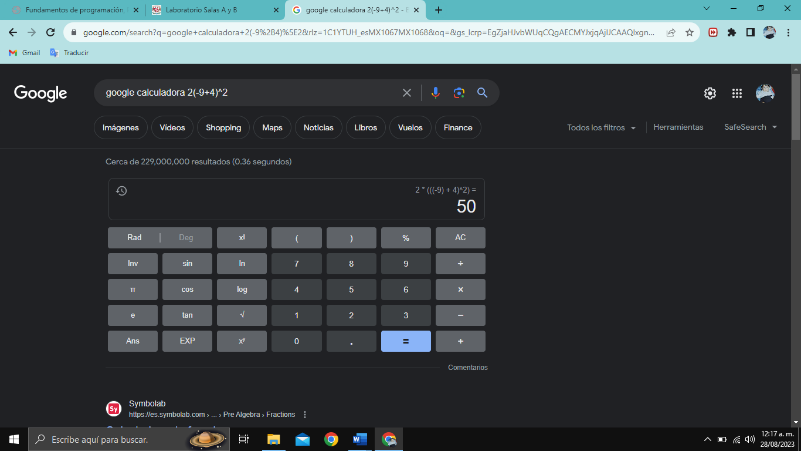 Fundamentos de programación.
Laboratorio Salas A y B
google calculadora 2(-9+4)^2 -
google.com/search?q=google+calculadora+2(-9%2B4)%5E2&rlz=1C1YTUH_esMX1067MX1068&oq=&gs_lcrp=EgZjaHJvbWUqCQgAECMYJxjqAjIJCAAQIxgn...
Gmail Traducir
Google
google calculadora 2(-9+4)^2
Imágenes Videos Shopping Maps Noticias Libros Vuelos Finance
Todos los filtros Herramientas SafeSearch
Cerca de 229,000,000 resultados (0.36 segundos)
2 * (((-9) + 4)^2) =
50
Rad | Deg x! ( ) % AC
Inv sin ln 7 8 9 ÷
π cos log 4 5 6 ×
e tan √ 1 2 3 −
Ans EXP xʸ 0 . = +
Comentarios
Sy
Symbolab
https://es.symbolab.com › ... › Pre Algebra › Fractions
Escribe aquí para buscar.
12:17 a. m.
28/08/2023